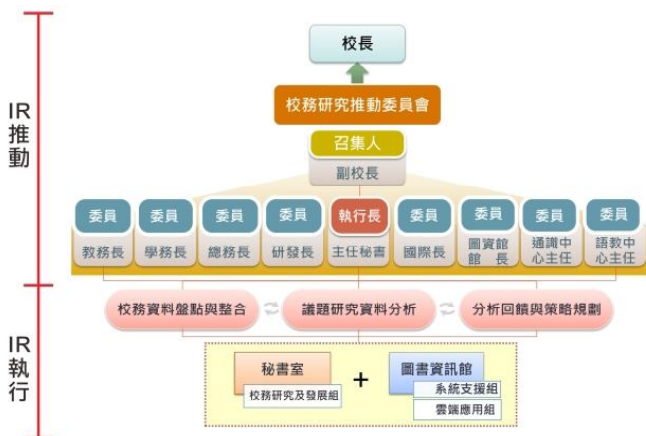 校長
校務研究推動委員會
召集人
副校長
IR
推
動
委員
委員
委員
委員
執行長
委員
委員
委員
委員
教務長
學務長
總務長
研發長
主任秘書
國際長
圖資館
館 長
通識中
心主任
語教中
心主任
校務資料盤點與整合
議題研究資料分析
分析回饋與策略規劃
IR
執
行
秘書室
校務研究及發展組
+
圖書資訊館
系統支援組
雲端應用組